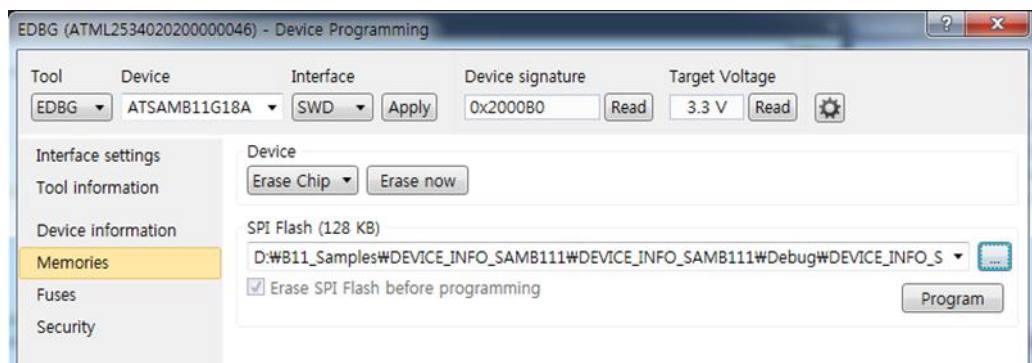 EDBG (ATML2534020200000046) - Device Programming
Tool Device Interface Device signature Target Voltage
EDBG ATSAMB11G18A SWD Apply 0x2000B0 Read 3.3 V Read
Interface settings
Tool information
Device information
Memories
Fuses
Security
Device
Erase Chip Erase now
SPI Flash (128 KB)
D:₩B11_Samples₩DEVICE_INFO_SAMB111₩DEVICE_INFO_SAMB111₩Debug₩DEVICE_INFO_S ...
Erase SPI Flash before programming
Program